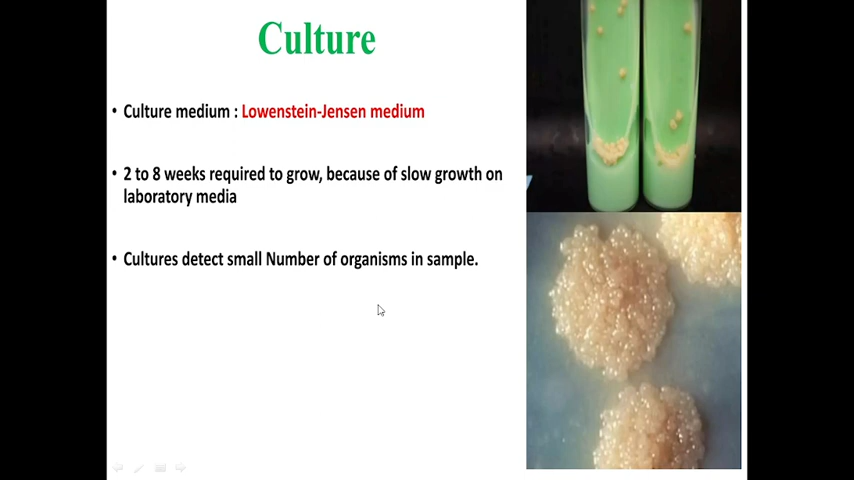 Culture
• Culture medium : Lowenstein-Jensen medium
• 2 to 8 weeks required to grow, because of slow growth on
laboratory media
• Cultures detect small Number of organisms in sample.